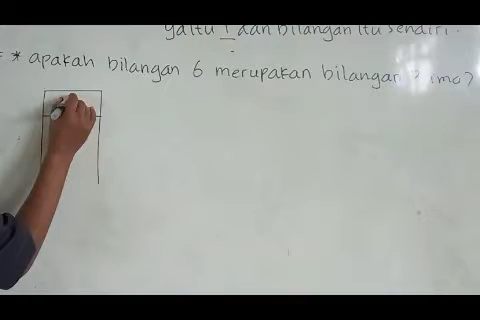 yaitu 1 dan bilangan itu sendiri.
* apakah bilangan 6 merupakan bilangan